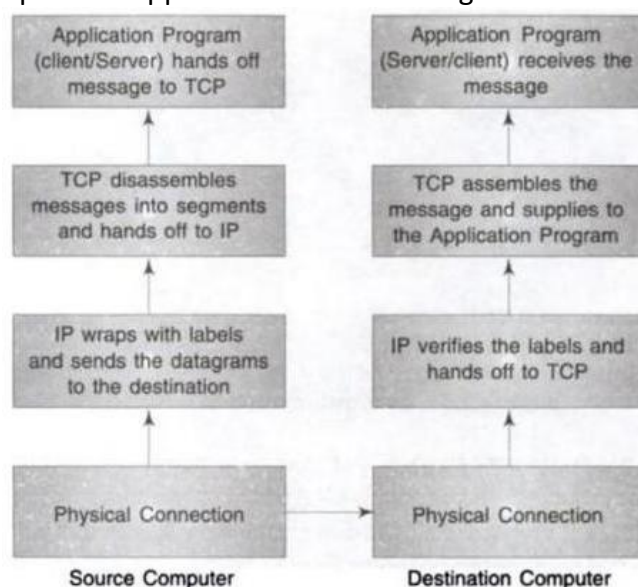 Application Program
(client/Server) hands off
message to TCP
Application Program
(Server/client) receives the
message
TCP disassembles
messages into segments
and hands off to IP
TCP assembles the
message and supplies to
the Application Program
IP wraps with labels
and sends the datagrams
to the destination
IP verifies the labels and
hands off to TCP
Physical Connection
Physical Connection
Source Computer
Destination Computer